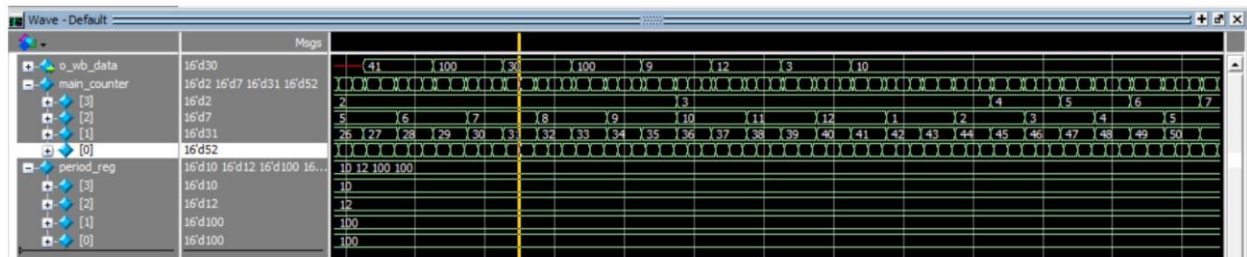 Wave - Default
Msgs
o_wb_data 16'd30 41 100 30 100 9 12 3 10
main_counter 16'd2 16'd7 16'd31 16'd52
[3] 16'd2 2 3 4 5 6 7
[2] 16'd7 5 6 7 8 9 10 11 12 1 2 3 4 5
[1] 16'd31 26 27 28 29 30 31 32 33 34 35 36 37 38 39 40 41 42 43 44 45 46 47 48 49 50
[0] 16'd52
period_reg 16'd10 16'd12 16'd100 16... 10 12 100 100
[3] 16'd10 10
[2] 16'd12 12
[1] 16'd100 100
[0] 16'd100 100